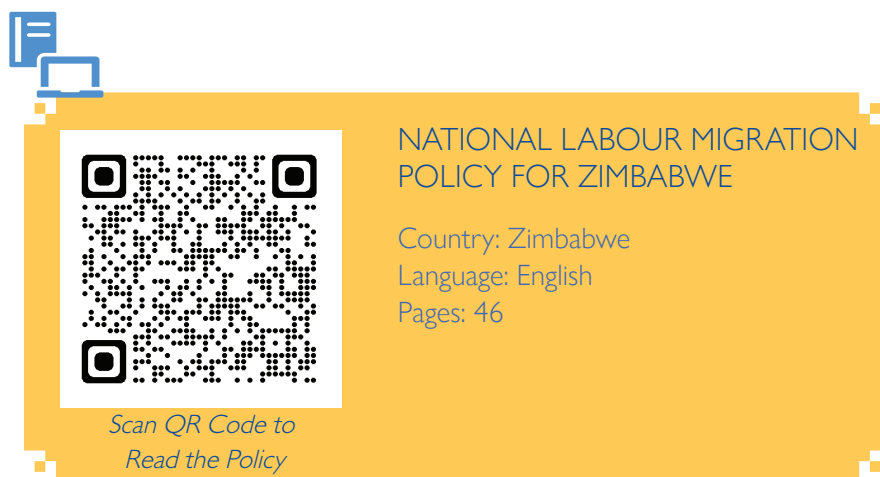 NATIONAL LABOUR MIGRATION
POLICY FOR ZIMBABWE
Country: Zimbabwe
Language: English
Pages: 46
Scan QR Code to
Read the Policy